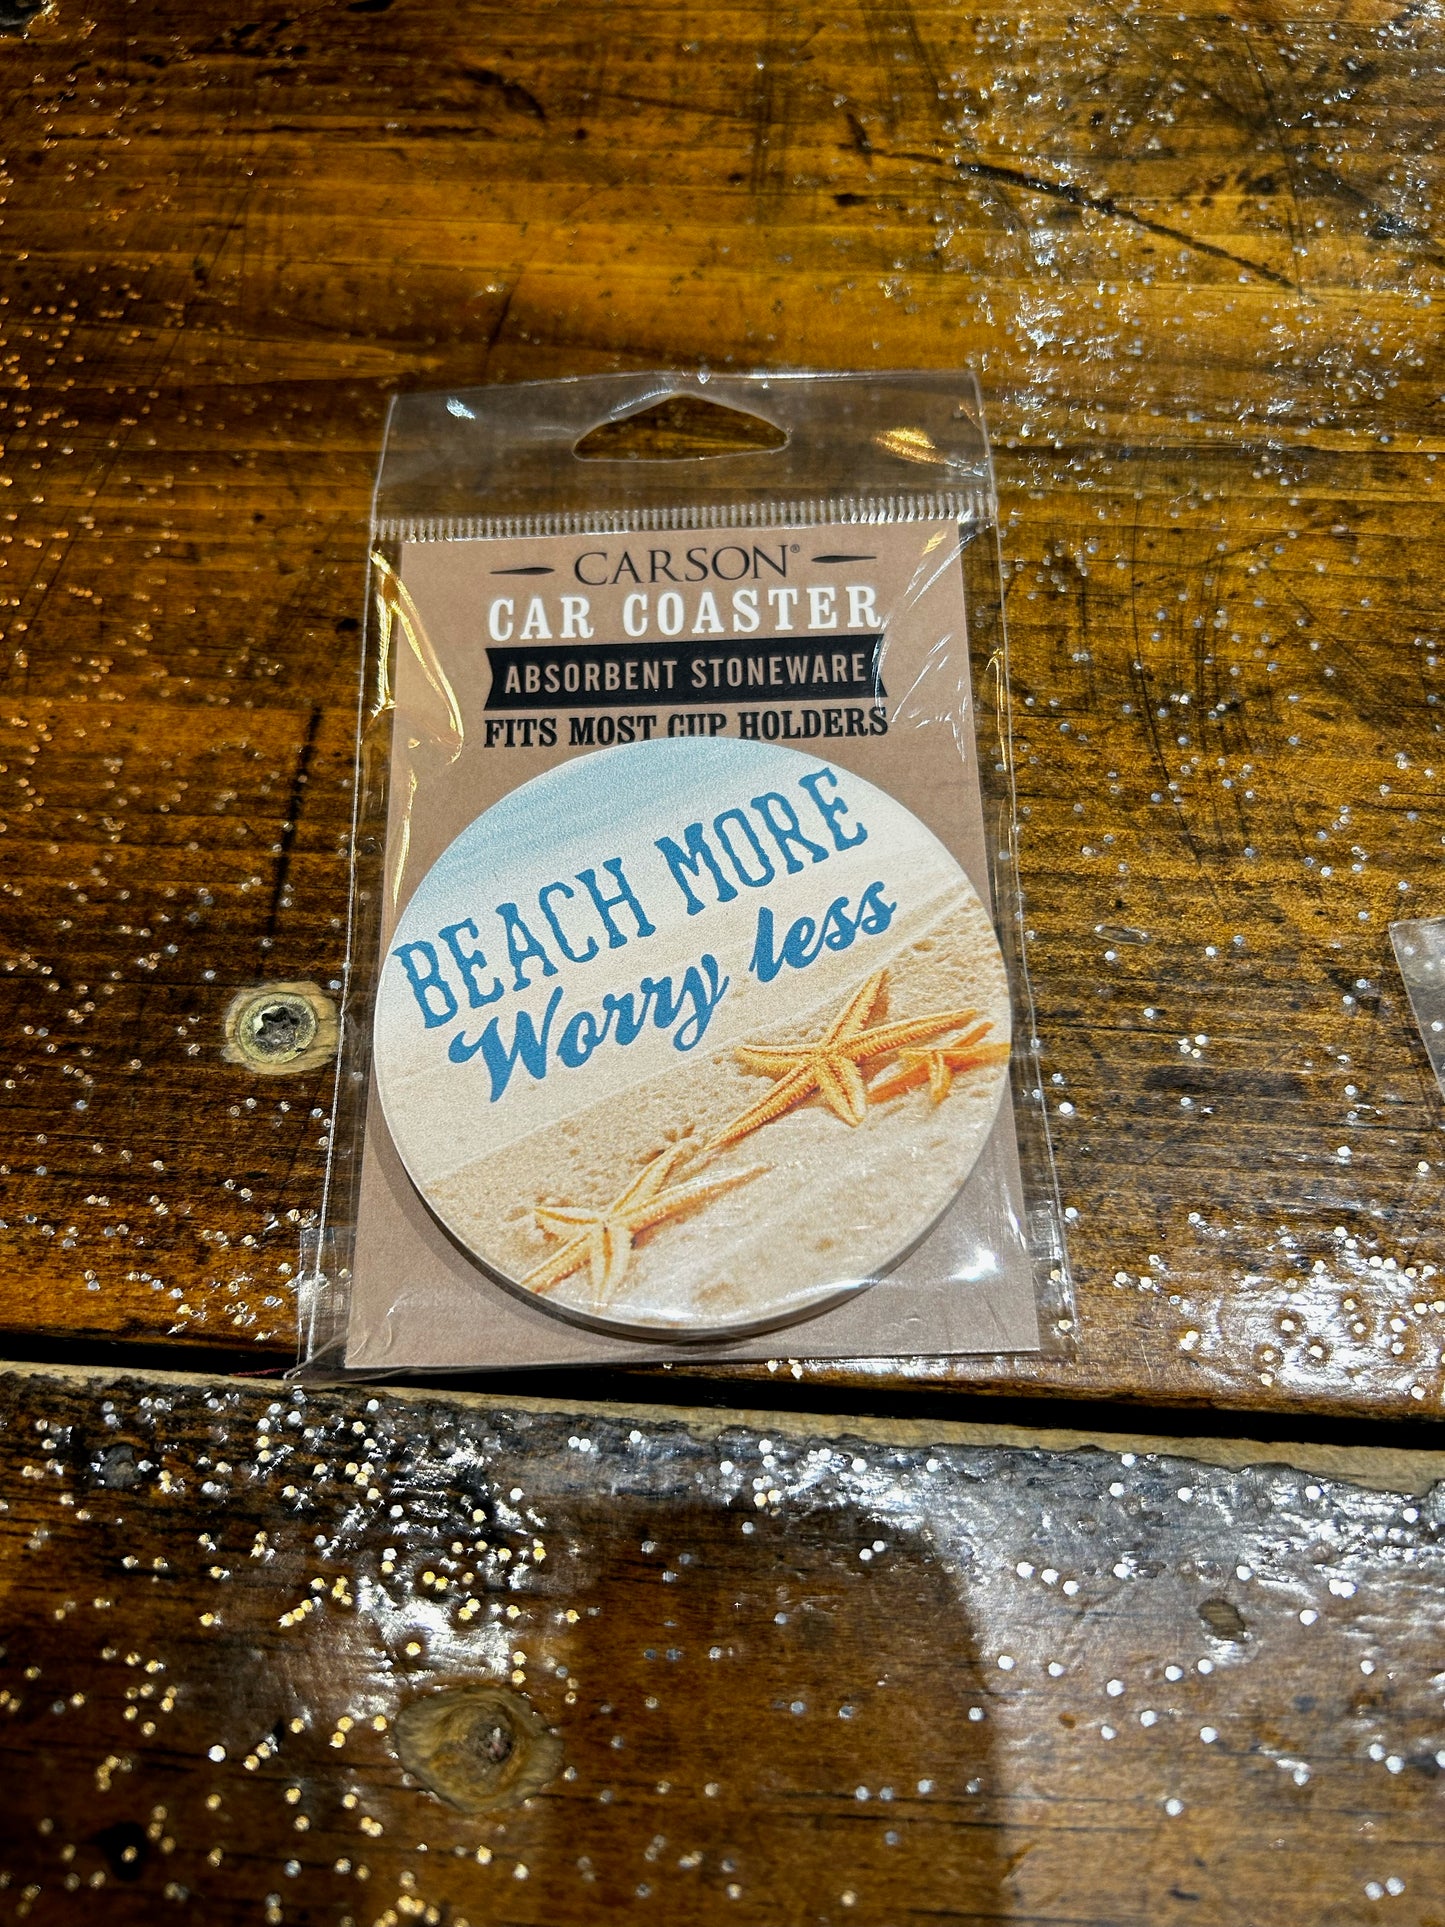 CARSON®
CAR COASTER
ABSORBENT STONEWARE
FITS MOST CUP HOLDERS
BEACH MORE
Worry less